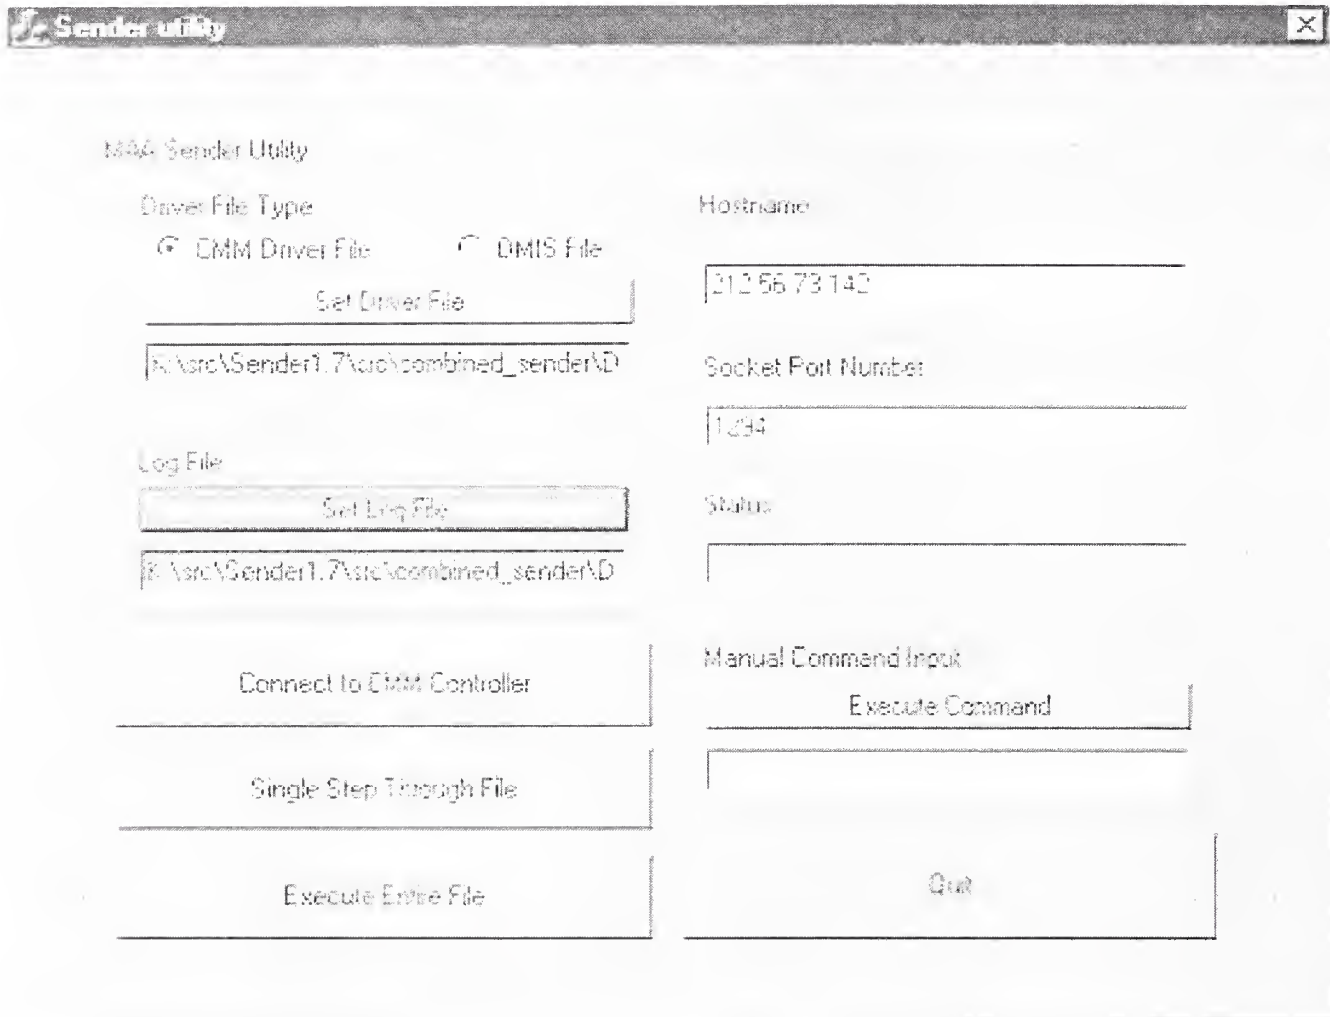 Sender utility
MAA Sender Utility
Driver File Type
CMM Driver File
DMIS File
Set Driver File
K:\src\Sender1.7\src\combined_sender\D
Log File
Set Log File
K:\src\Sender1.7\src\combined_sender\D
Connect to CMM Controller
Single Step Through File
Execute Entire File
Hostname
212.56.73.142
Socket Port Number
1234
Status
Manual Command Input
Execute Command
Quit